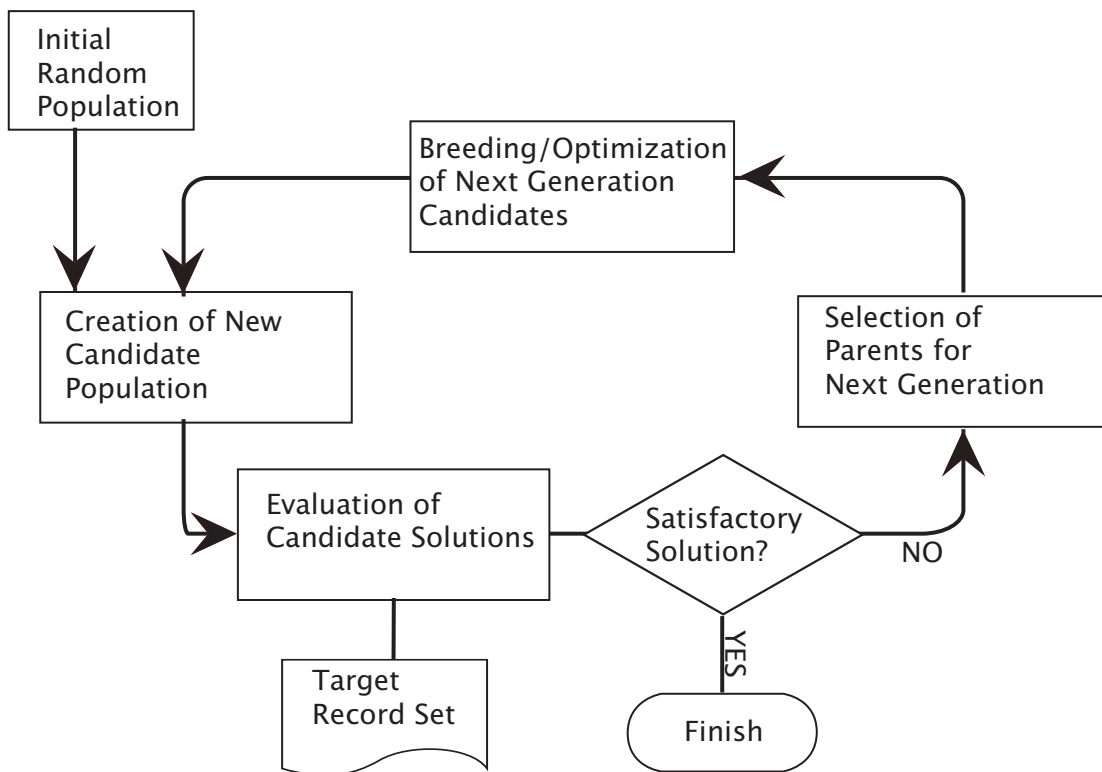 Initial
Random
Population
Breeding/Optimization
of Next Generation
Candidates
Creation of New
Candidate
Population
Selection of
Parents for
Next Generation
Evaluation of
Candidate Solutions
Satisfactory
Solution?
NO
YES
Target
Record Set
Finish